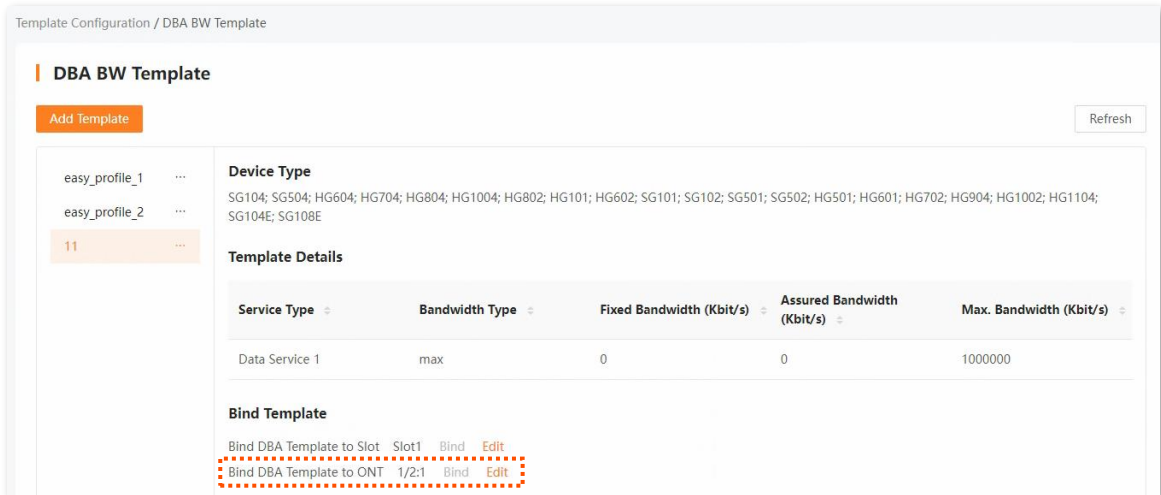 Template Configuration / DBA BW Template
DBA BW Template
Add Template
Refresh
easy_profile_1 ...
easy_profile_2 ...
11 ...
Device Type
SG104; SG504; HG604; HG704; HG804; HG1004; HG802; HG101; HG602; SG101; SG102; SG501; SG502; HG501; HG601; HG702; HG904; HG1002; HG1104;
SG104E; SG108E
Template Details
Service Type Bandwidth Type Fixed Bandwidth (Kbit/s) Assured Bandwidth (Kbit/s) Max. Bandwidth (Kbit/s)
Data Service 1 max 0 0 1000000
Bind Template
Bind DBA Template to Slot Slot1 Bind Edit
Bind DBA Template to ONT 1/2:1 Bind Edit